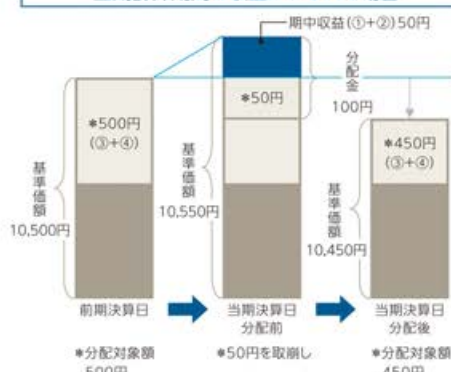 期中収益(①+②)50円
分配金
100円
*500円
(③+④)
*50円
*450円
(③+④)
基準価額
10,500円
基準価額
10,550円
基準価額
10,450円
前期決算日
当期決算日
分配前
当期決算日
分配後
*分配対象額
500円
*50円を取崩し
*分配対象額
450円